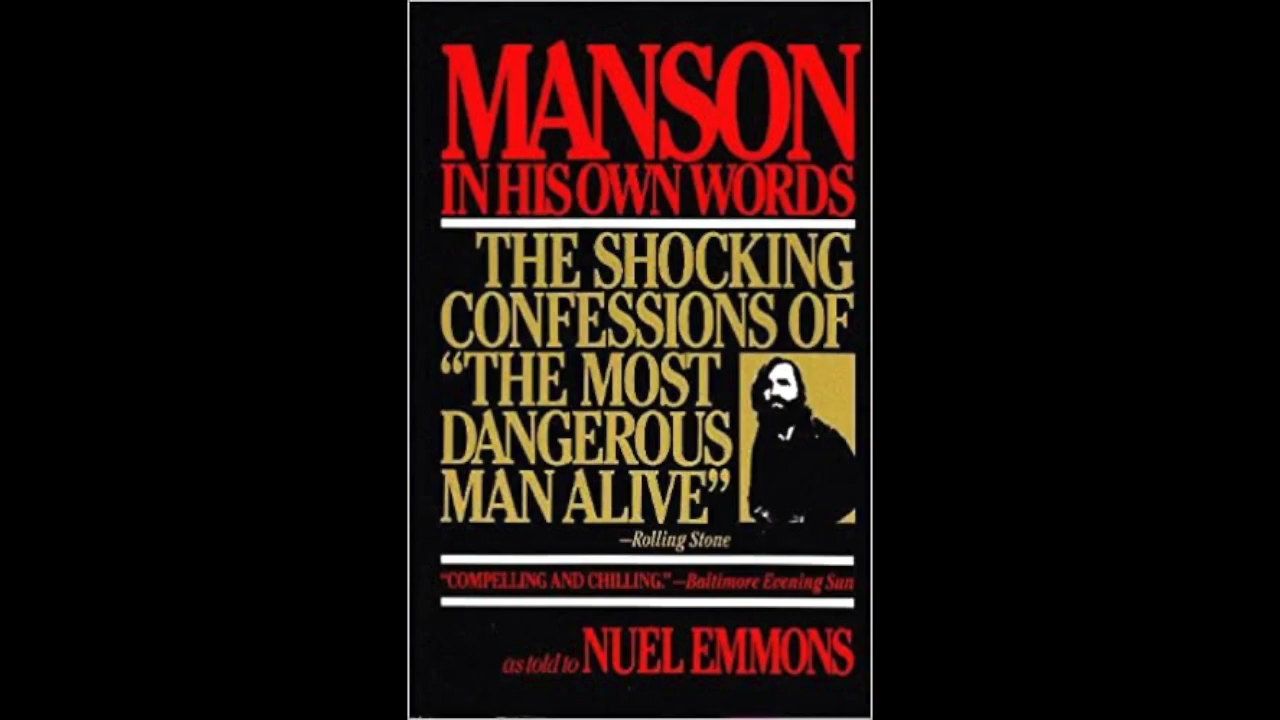 MANSON
IN HIS OWN WORDS
THE SHOCKING
CONFESSIONS OF
“THE MOST
DANGEROUS
MAN ALIVE”
—Rolling Stone
“COMPELLING AND CHILLING.”—Baltimore Evening Sun
as told to NUEL EMMONS